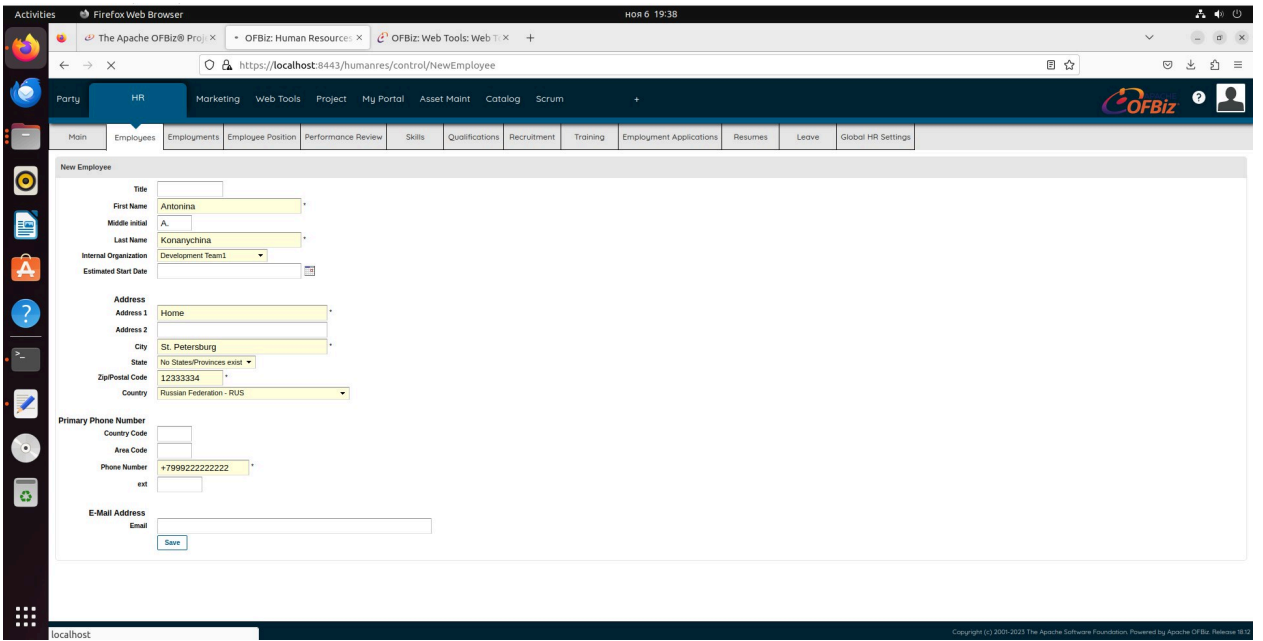 Activities Firefox Web Browser ноя 6 19:38
The Apache OFBiz® Proje OFBiz: Human Resources: OFBiz: Web Tools: Web To
https://localhost:8443/humanres/control/NewEmployee
Party HR Marketing Web Tools Project My Portal Asset Maint Catalog Scrum + OFBiz ?
Main Employees Employments Employee Position Performance Review Skills Qualifications Recruitment Training Employment Applications Resumes Leave Global HR Settings
New Employee
Title
First Name Antonina *
Middle initial A.
Last Name Konanychina *
Internal Organization Development Team1
Estimated Start Date
Address
Address 1 Home *
Address 2
City St. Petersburg *
State No States/Provinces exist
Zip/Postal Code 12333334 *
Country Russian Federation - RUS
Primary Phone Number
Country Code
Area Code
Phone Number +7999222222222 *
ext
E-Mail Address
Email
Save
localhost
Copyright (c) 2001-2023 The Apache Software Foundation. Powered by Apache OFBiz. Release 18.12